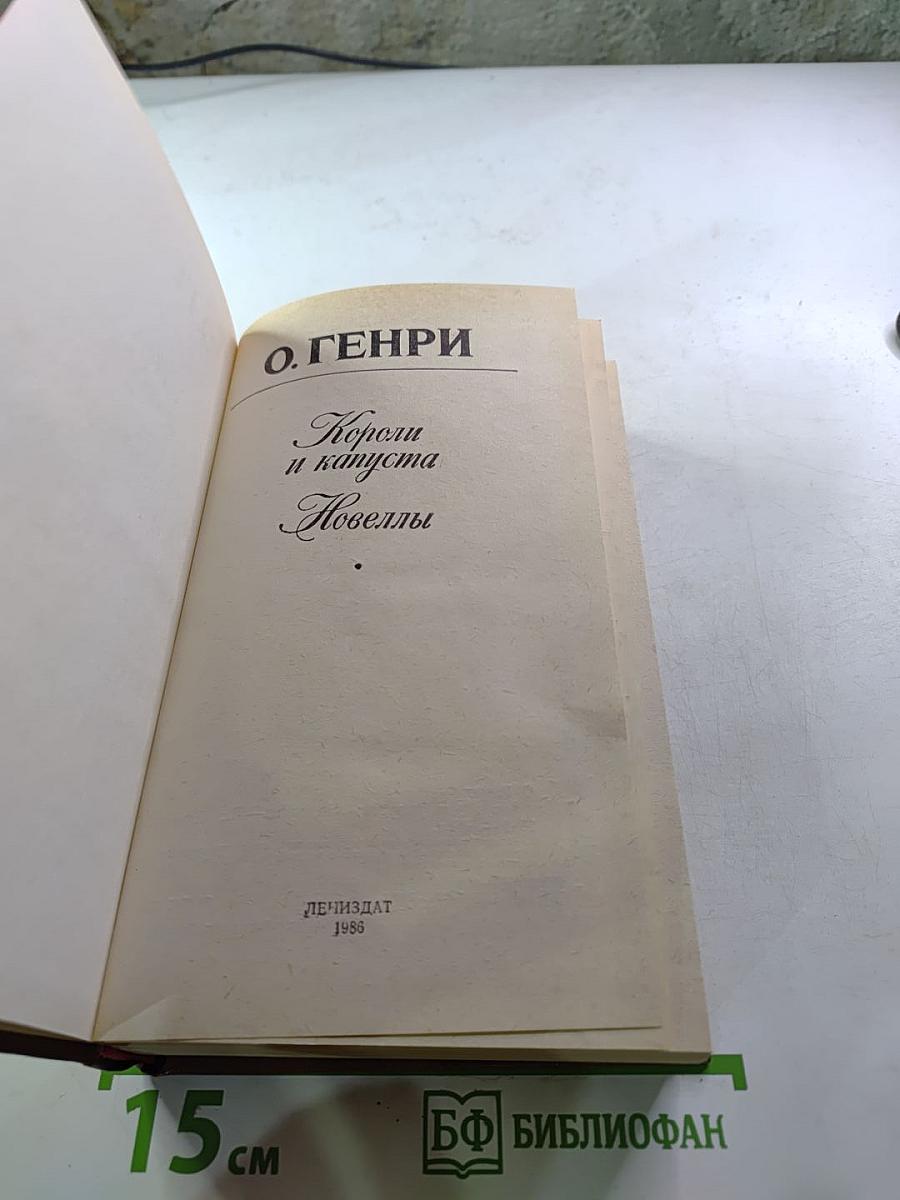 О. ГЕНРИ
Короли
и капуста
Новеллы
ЛЕНИЗДАТ
1986
15 см
БФ БИБЛИОФАН